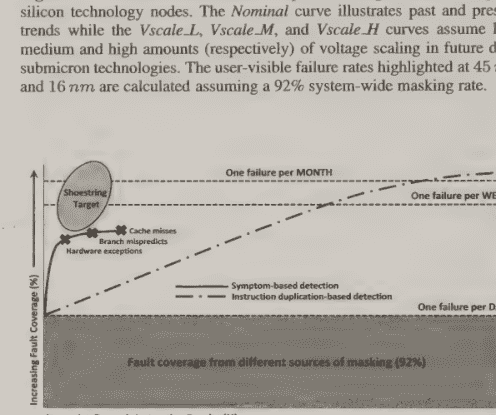 silicon technology nodes. The Nominal curve illustrates past and pres
trends while the Vscale_L, Vscale_M, and Vscale_H curves assume l
medium and high amounts (respectively) of voltage scaling in future d
submicron technologies. The user-visible failure rates highlighted at 45
and 16 nm are calculated assuming a 92% system-wide masking rate.
One failure per MONTH
Shoestring
Target
One failure per WE
Cache misses
Branch mispredicts
Hardware exceptions
Symptom-based detection
Instruction duplication-based detection
One failure per D
Increasing Fault Coverage (%)
Fault coverage from different sources of masking (92%)